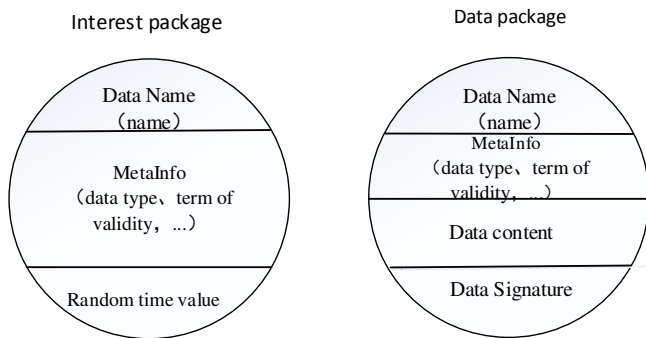 Interest package
Data Name
（name）
MetaInfo
（data type、term of
validity，...）
Random time value
Data package
Data Name
（name）
MetaInfo
（data type、term of
validity，...）
Data content
Data Signature